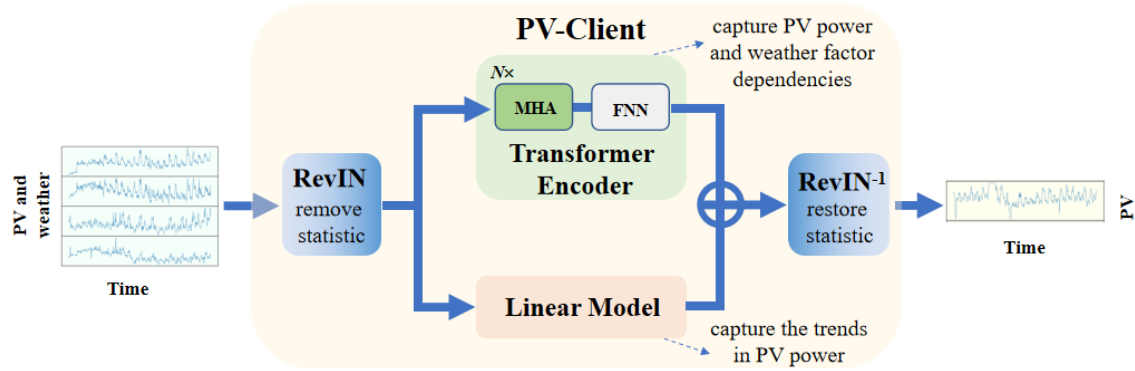 PV-Client
capture PV power
and weather factor
dependencies
N×
MHA
FNN
Transformer
Encoder
PV and
weather
Time
RevIN
remove
statistic
RevIN⁻¹
restore
statistic
PV
Time
Linear Model
capture the trends
in PV power